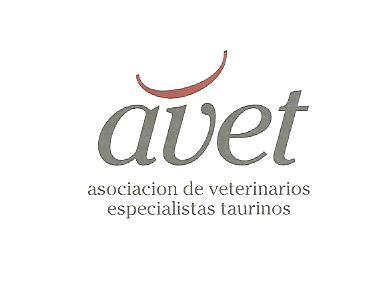 avet
asociacion de veterinarios
especialistas taurinos